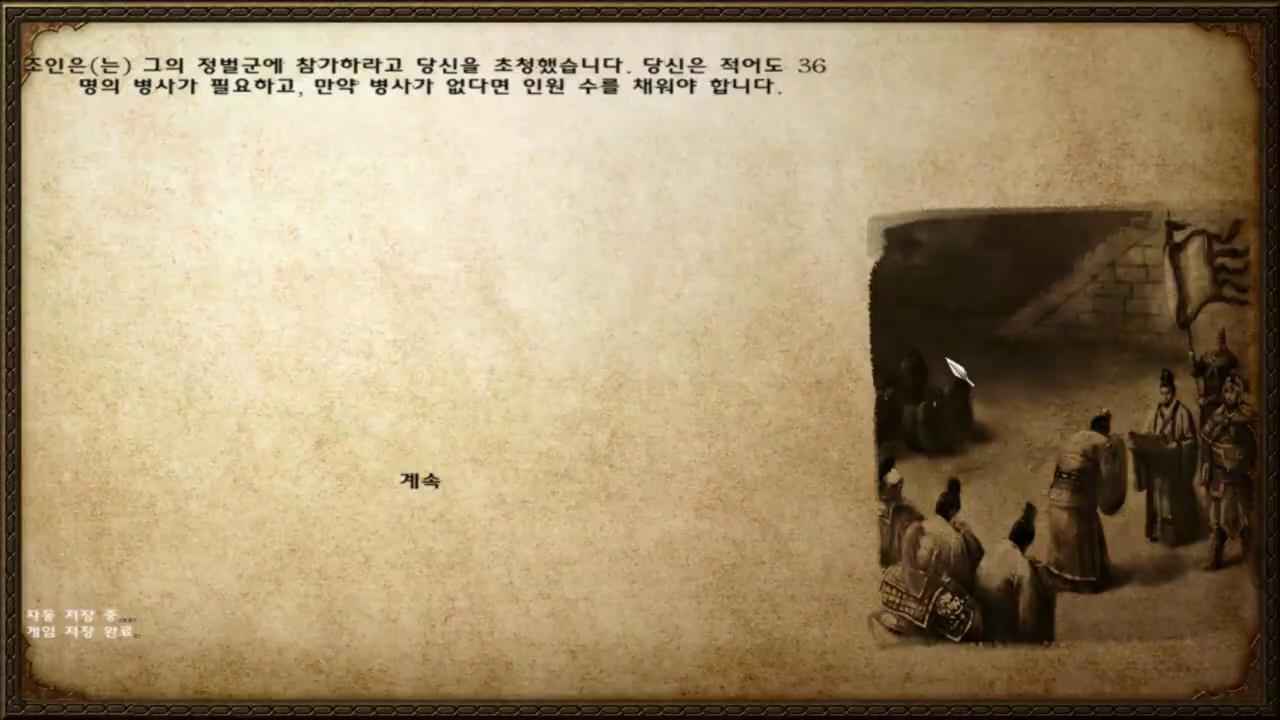 조인은(는) 그의 정벌군에 참가하라고 당신을 초청했습니다. 당신은 적어도 36
명의 병사가 필요하고, 만약 병사가 없다면 인원 수를 채워야 합니다.
계속
자동 저장 중...
게임 저장 완료.